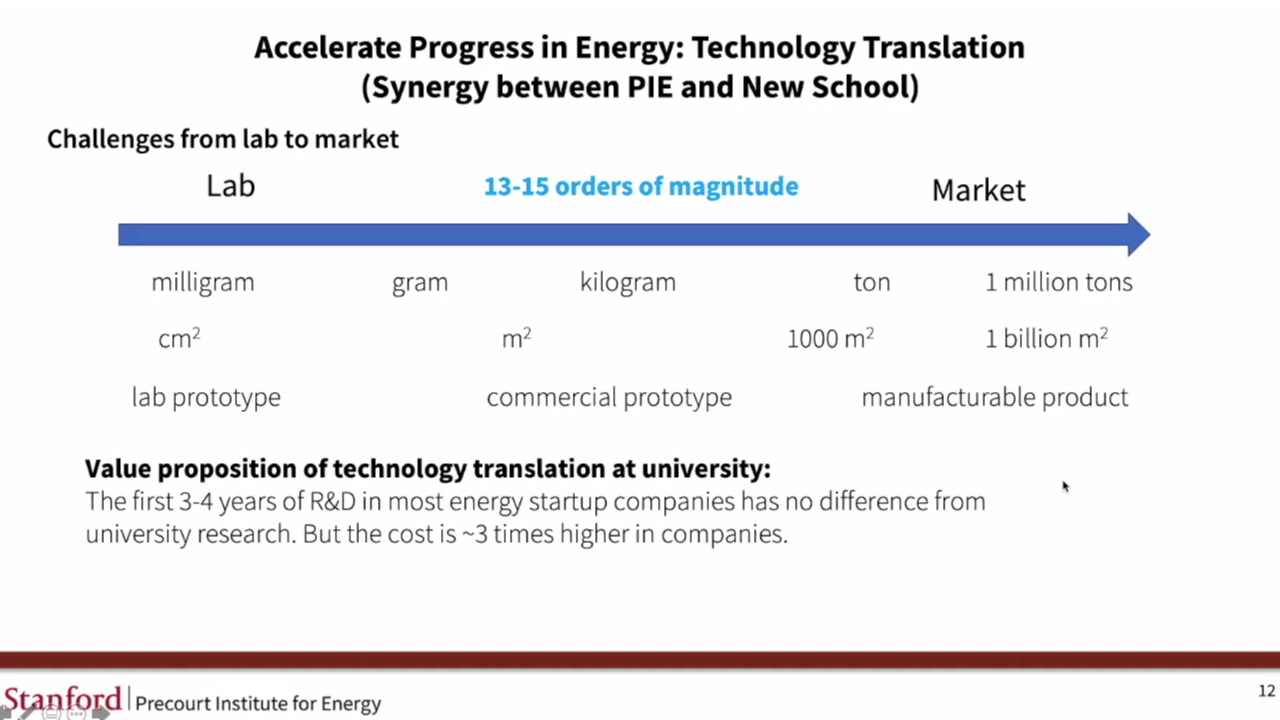 Accelerate Progress in Energy: Technology Translation
(Synergy between PIE and New School)
Challenges from lab to market
Lab 13-15 orders of magnitude Market
milligram gram kilogram ton 1 million tons
cm² m² 1000 m² 1 billion m²
lab prototype commercial prototype manufacturable product
Value proposition of technology translation at university:
The first 3-4 years of R&D in most energy startup companies has no difference from
university research. But the cost is ~3 times higher in companies.
Stanford Precourt Institute for Energy 12